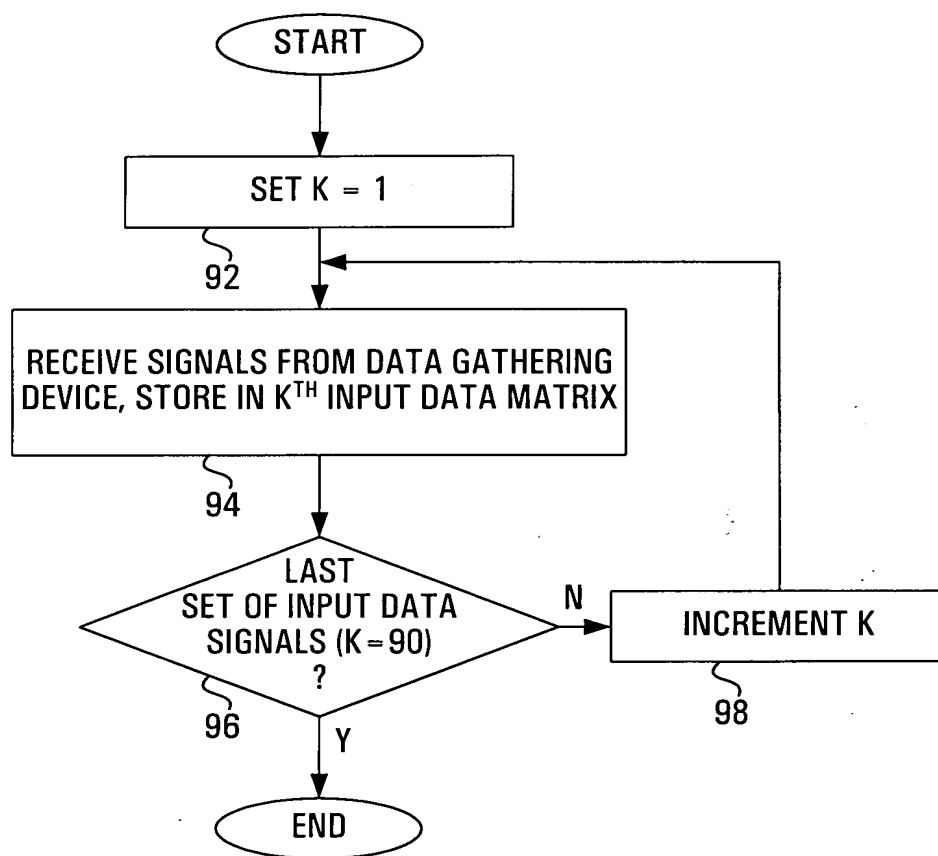 START
SET K = 1
92
RECEIVE SIGNALS FROM DATA GATHERING
DEVICE, STORE IN KTH INPUT DATA MATRIX
94
LAST
SET OF INPUT DATA
SIGNALS (K=90)
?
N
INCREMENT K
96
98
Y
END